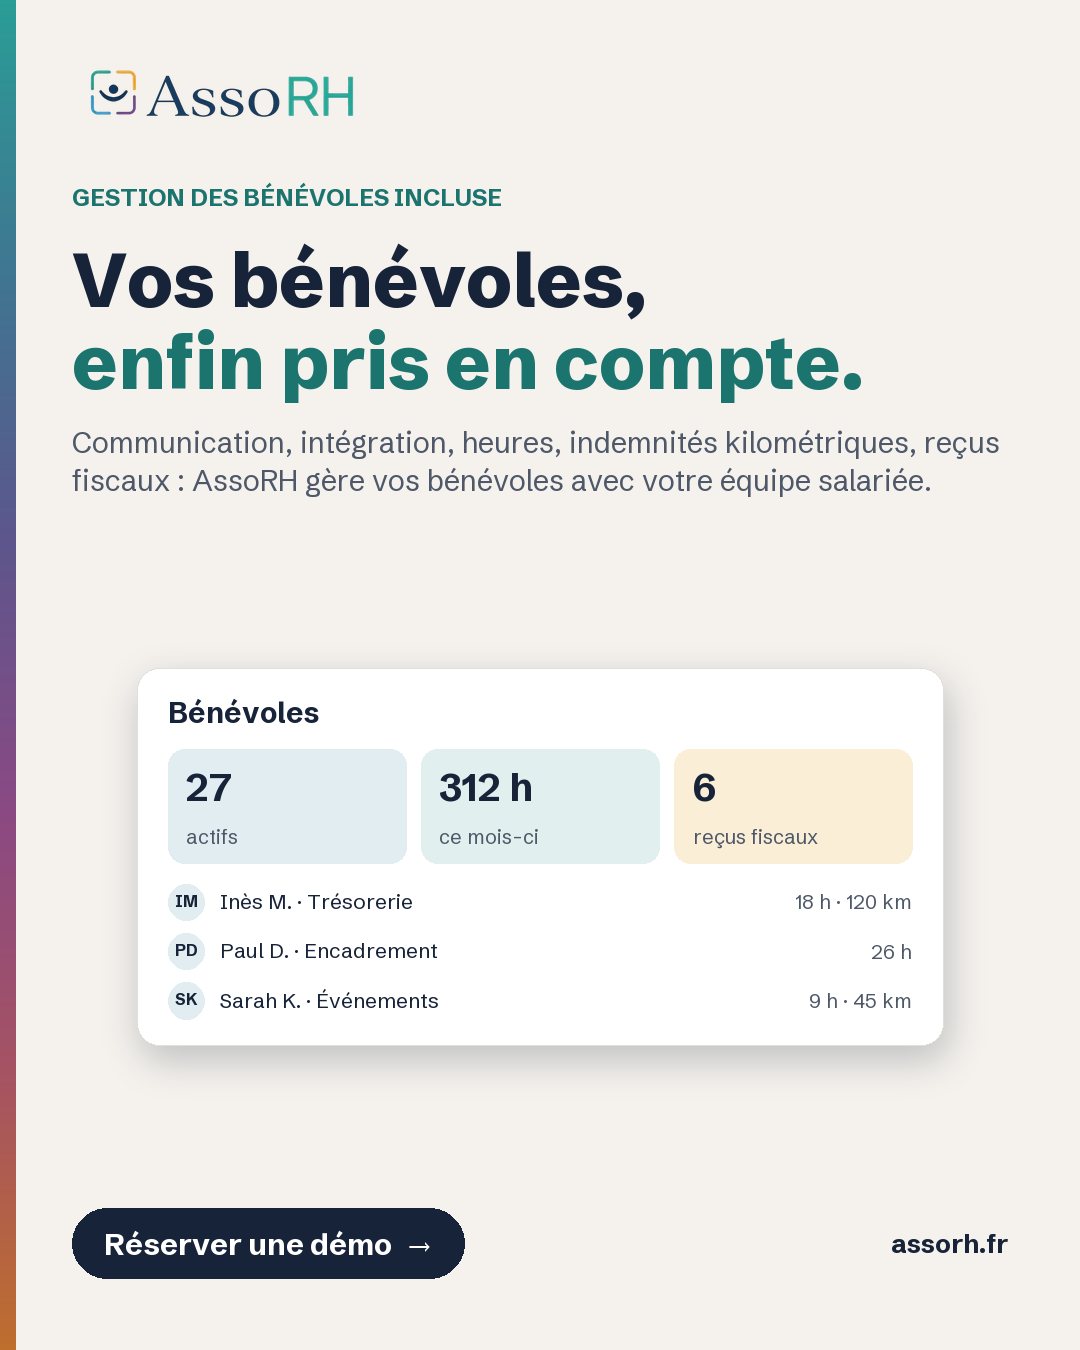 AssoRH
GESTION DES BÉNÉVOLES INCLUSE
Vos bénévoles,
enfin pris en compte.
Communication, intégration, heures, indemnités kilométriques, reçus
fiscaux : AssoRH gère vos bénévoles avec votre équipe salariée.
Bénévoles
27
actifs
312 h
ce mois-ci
6
reçus fiscaux
IM Inès M. · Trésorerie 18 h · 120 km
PD Paul D. · Encadrement 26 h
SK Sarah K. · Événements 9 h · 45 km
Réserver une démo →
assorh.fr